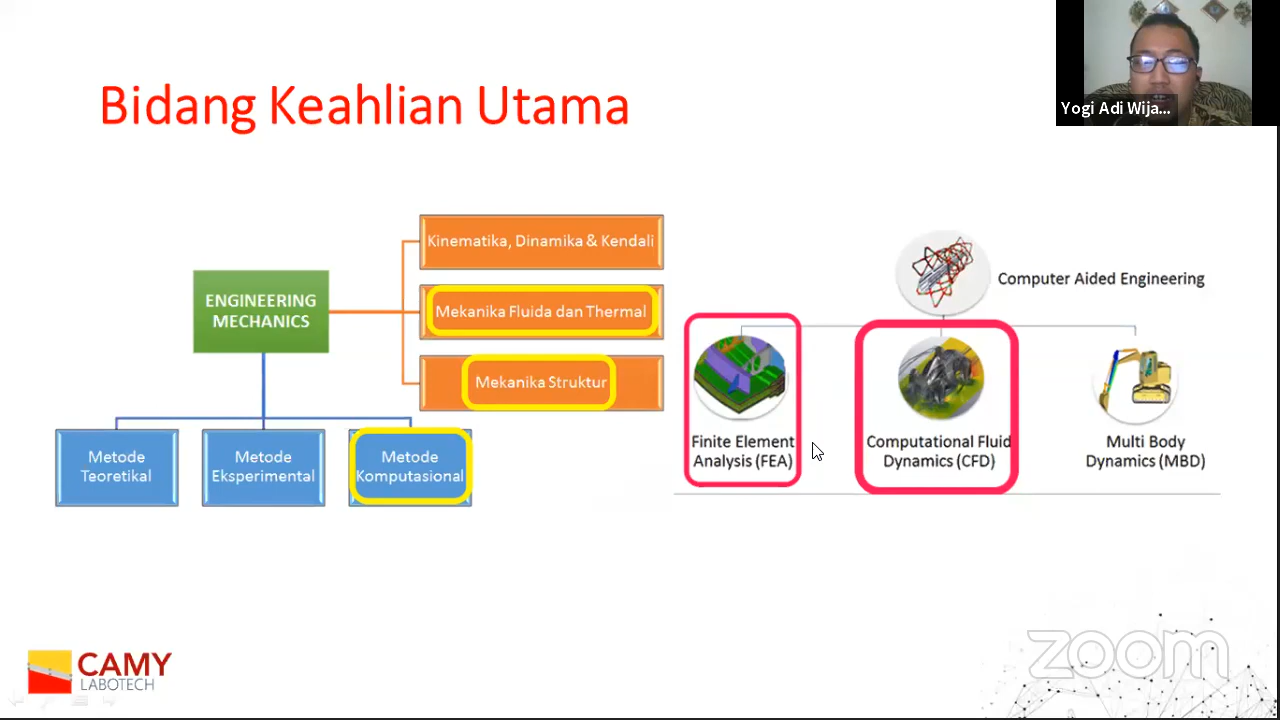 Bidang Keahlian Utama
Yogi Adi Wija...
ENGINEERING
MECHANICS
Kinematika, Dinamika & Kendali
Mekanika Fluida dan Thermal
Mekanika Struktur
Metode
Teoretikal
Metode
Eksperimental
Metode
Komputasional
Computer Aided Engineering
Finite Element
Analysis (FEA)
Computational Fluid
Dynamics (CFD)
Multi Body
Dynamics (MBD)
CAMY
LABOTECH
zoom